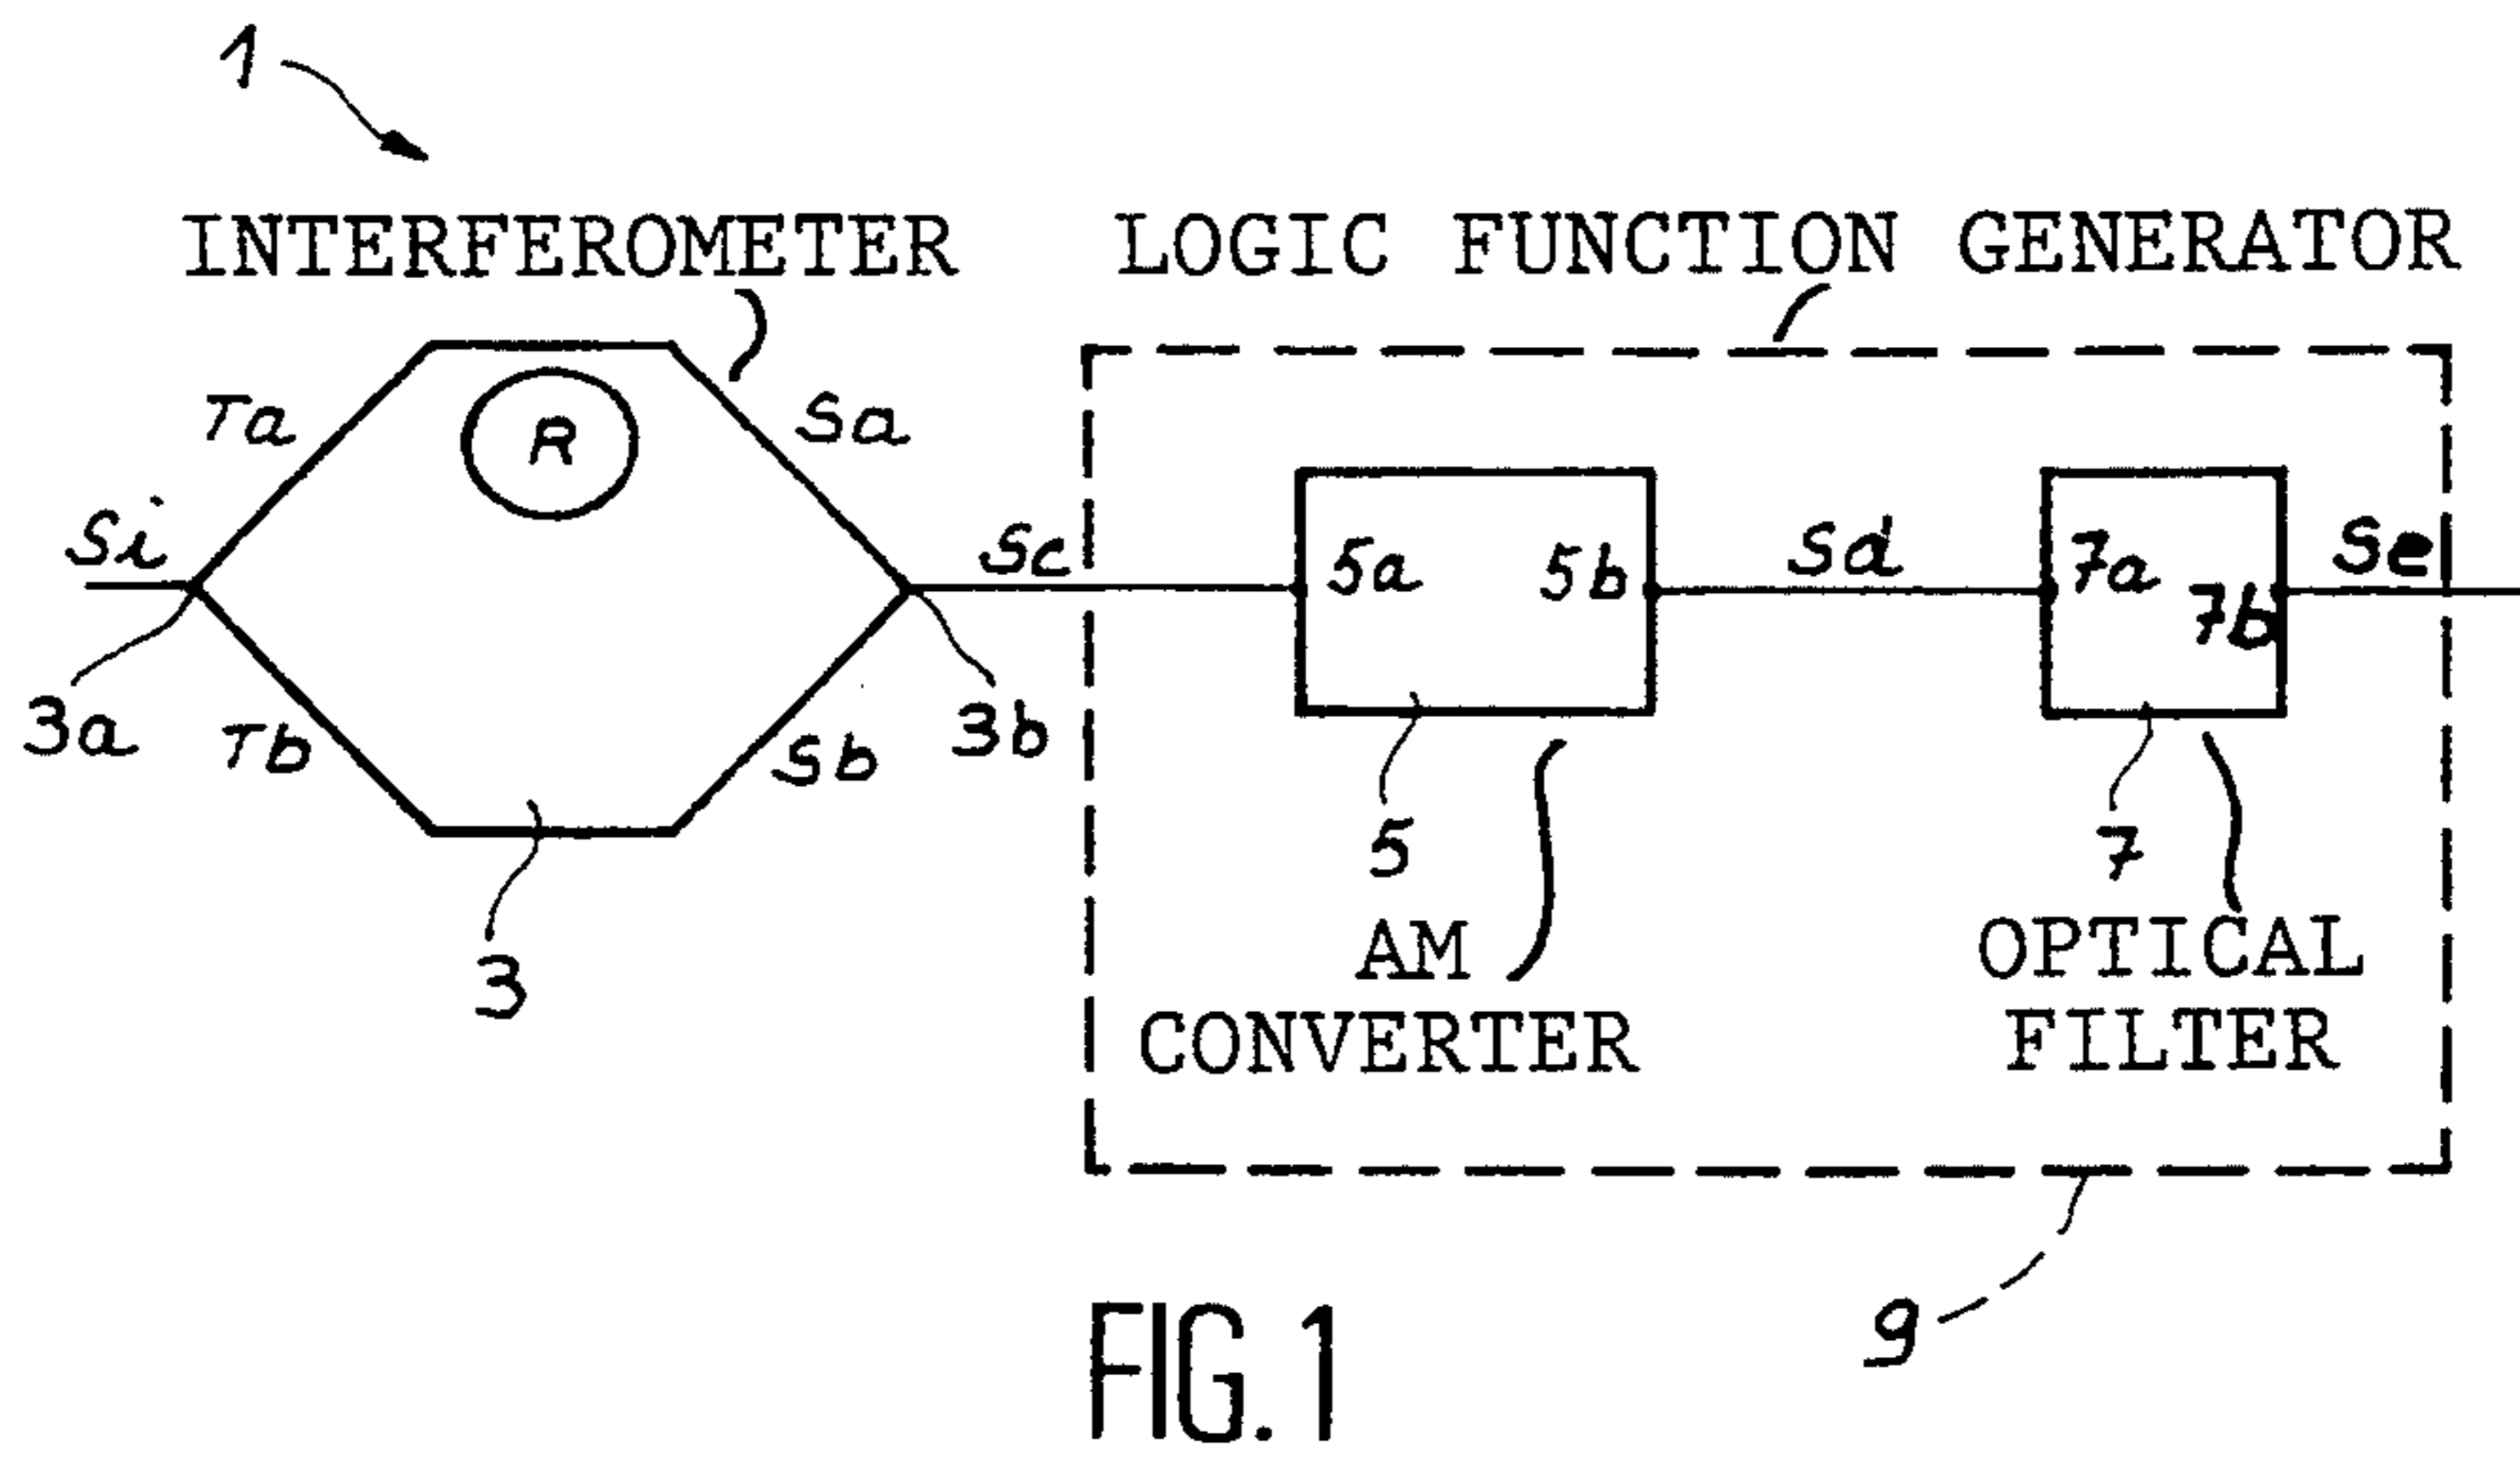 1
INTERFEROMETER
LOGIC FUNCTION GENERATOR
Ta
R
Sa
Si
Sc
5a
5b
Sd
7a
7b
Se
3a
Tb
Sb
3b
3
5
7
AM
CONVERTER
OPTICAL
FILTER
9
FIG.1